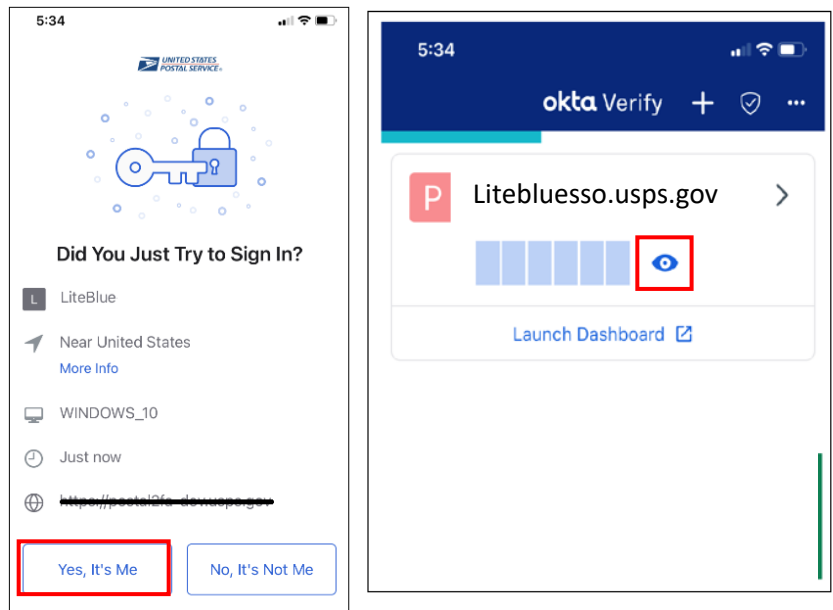 5:34
UNITED STATES
POSTAL SERVICE®
Did You Just Try to Sign In?
L LiteBlue
Near United States
More Info
WINDOWS_10
Just now
Yes, It's Me
No, It's Not Me
5:34
okta Verify
P Litebluesso.usps.gov
Launch Dashboard